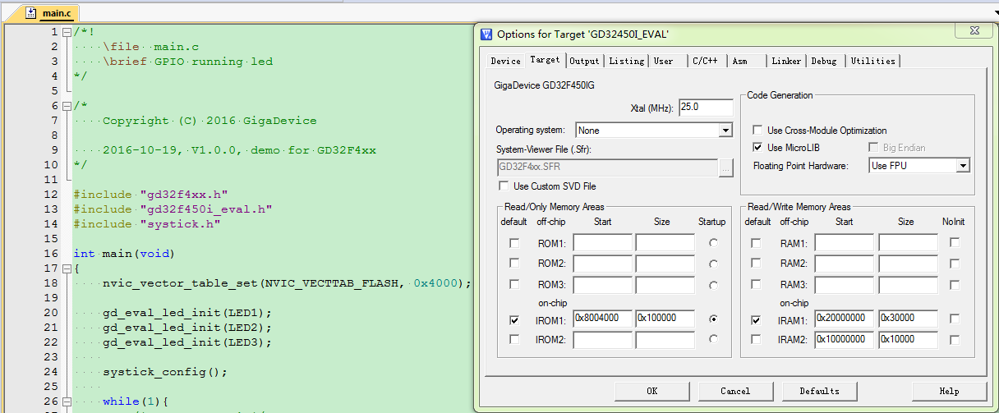 main.c
1 /*!
2 \file main.c
3 \brief GPIO running led
4 */
5
6 /*
7 Copyright (C) 2016 GigaDevice
8
9 2016-10-19, V1.0.0, demo for GD32F4xx
10 */
11
12 #include "gd32f4xx.h"
13 #include "gd32f450i_eval.h"
14 #include "systick.h"
15
16 int main(void)
17 {
18 nvic_vector_table_set(NVIC_VECTTAB_FLASH, 0x4000);
19
20 gd_eval_led_init(LED1);
21 gd_eval_led_init(LED2);
22 gd_eval_led_init(LED3);
23
24 systick_config();
25
26 while(1){
Options for Target 'GD32450I_EVAL'
Device Target Output Listing User C/C++ Asm Linker Debug Utilities
GigaDevice GD32F450IG
Xtal (MHz): 25.0
Operating system: None
System-Viewer File (.Sfr):
GD32F4xx.SFR ...
Use Custom SVD File
Code Generation
Use Cross-Module Optimization
Use MicroLIB Big Endian
Floating Point Hardware: Use FPU
Read/Only Memory Areas
default off-chip Start Size Startup
ROM1:
ROM2:
ROM3:
on-chip
IROM1: 0x8004000 0x100000
IROM2:
Read/Write Memory Areas
default off-chip Start Size NoInit
RAM1:
RAM2:
RAM3:
on-chip
IRAM1: 0x20000000 0x30000
IRAM2: 0x10000000 0x10000
OK Cancel Defaults Help